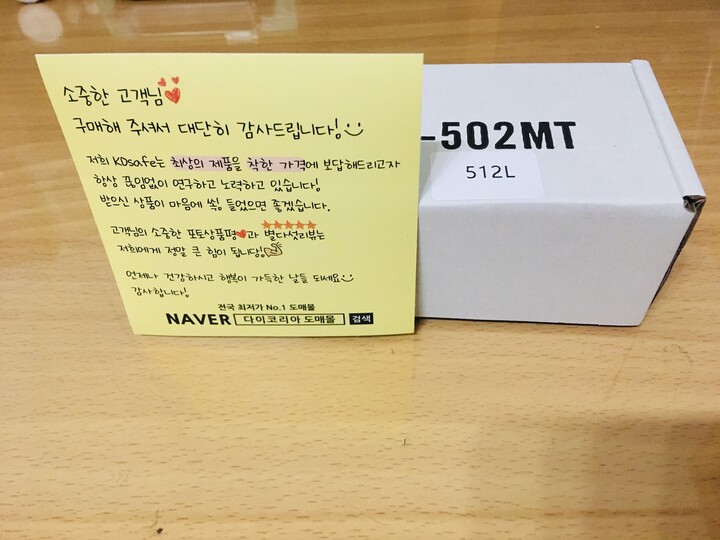 소중한 고객님
구매해 주셔서 대단히 감사드립니다!
저희 KDsafe는 최상의 제품을 착한 가격에 보답해드리고자
항상 끊임없이 연구하고 노력하고 있습니다!
받으신 상품이 마음에 쏙! 들었으면 좋겠습니다.
고객님의 소중한 포토상품평과 별다섯리뷰는
저희에게 정말 큰 힘이 됩니다!
언제나 건강하시고 행복이 가득한 날들 되세요
감사합니다!
전국 최저가 No.1 도매몰
NAVER 다이코리아 도매몰 검색
-502MT
512L